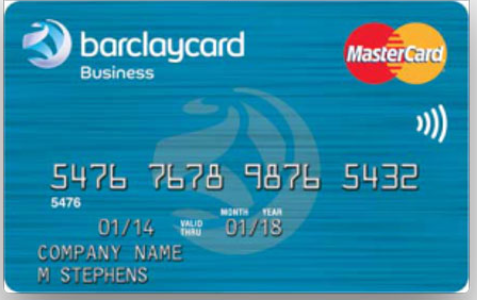 barclaycard
Business
MasterCard
5476 7678 9876 5432
5476
MONTH YEAR
01/14 VALID THRU 01/18
COMPANY NAME
M STEPHENS